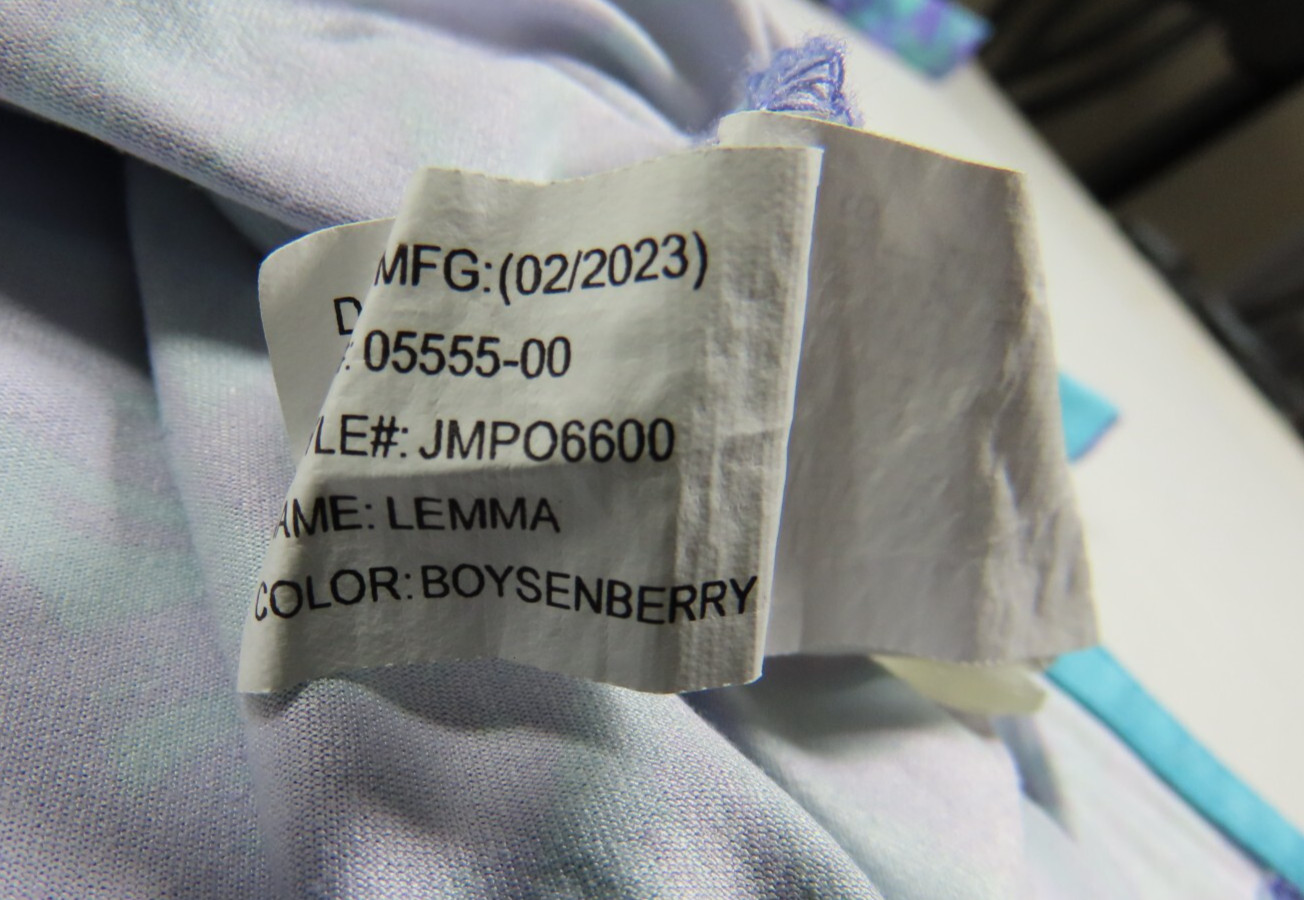 MFG:(02/2023)
D
: 05555-00
LE#: JMPO6600
AME: LEMMA
COLOR: BOYSENBERRY